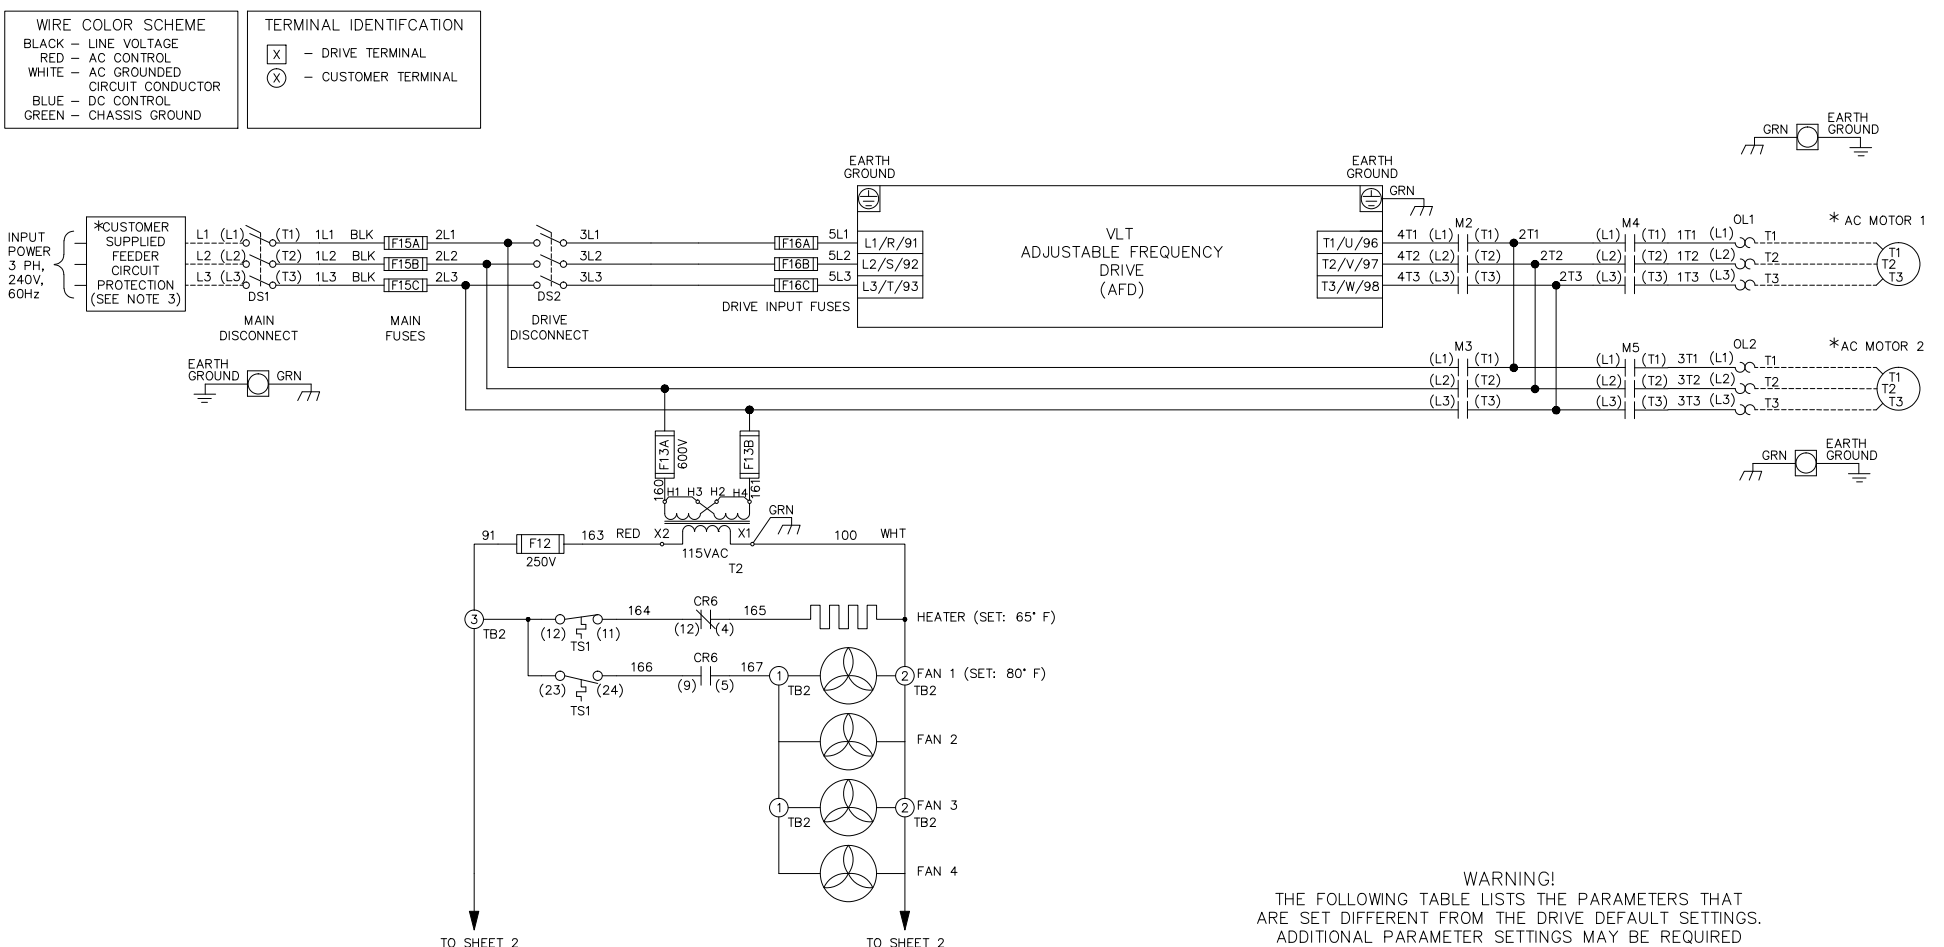 WIRE COLOR SCHEME
BLACK – LINE VOLTAGE
RED – AC CONTROL
WHITE – AC GROUNDED
CIRCUIT CONDUCTOR
BLUE – DC CONTROL
GREEN – CHASSIS GROUND
TERMINAL IDENTIFCATION
X – DRIVE TERMINAL
X – CUSTOMER TERMINAL
GRN
EARTH
GROUND
EARTH
GROUND
EARTH
GROUND
GRN
INPUT
POWER
3 PH,
240V,
60Hz
*CUSTOMER
SUPPLIED
FEEDER
CIRCUIT
PROTECTION
(SEE NOTE 3)
L1 (L1) (T1) 1L1 BLK F15A 2L1 3L1 F16A 5L1 L1/R/91
L2 (L2) (T2) 1L2 BLK F15B 2L2 3L2 F16B 5L2 L2/S/92
L3 (L3) (T3) 1L3 BLK F15C 2L3 3L3 F16C 5L3 L3/T/93
DS1
MAIN
DISCONNECT
MAIN
FUSES
DS2
DRIVE
DISCONNECT
DRIVE INPUT FUSES
VLT
ADJUSTABLE FREQUENCY
DRIVE
(AFD)
M2 M4 OL1 * AC MOTOR 1
T1/U/96 4T1 (L1) (T1) 2T1 (L1) (T1) 1T1 (L1) T1 T1
T2/V/97 4T2 (L2) (T2) 2T2 (L2) (T2) 1T2 (L2) T2 T2
T3/W/98 4T3 (L3) (T3) 2T3 (L3) (T3) 1T3 (L3) T3 T3
M3 M5 OL2 *AC MOTOR 2
(L1) (T1) (L1) (T1) 3T1 (L1) T1 T1
(L2) (T2) (L2) (T2) 3T2 (L2) T2 T2
(L3) (T3) (L3) (T3) 3T3 (L3) T3 T3
EARTH
GROUND
GRN
GRN
EARTH
GROUND
F13A
600V
F13B
160
H1 H3 H2 H4
161
GRN
91 F12 163 RED X2 X1 100 WHT
250V
115VAC
T2
3
TB2
164 CR6 165
(12) (11) (12) (4)
TS1
HEATER (SET: 65° F)
166 CR6 167
(23) (24) (9) (5)
TS1
1 TB2
2 FAN 1 (SET: 80° F)
TB2
FAN 2
1 TB2
2 FAN 3
TB2
FAN 4
TO SHEET 2
TO SHEET 2
WARNING!
THE FOLLOWING TABLE LISTS THE PARAMETERS THAT
ARE SET DIFFERENT FROM THE DRIVE DEFAULT SETTINGS.
ADDITIONAL PARAMETER SETTINGS MAY BE REQUIRED